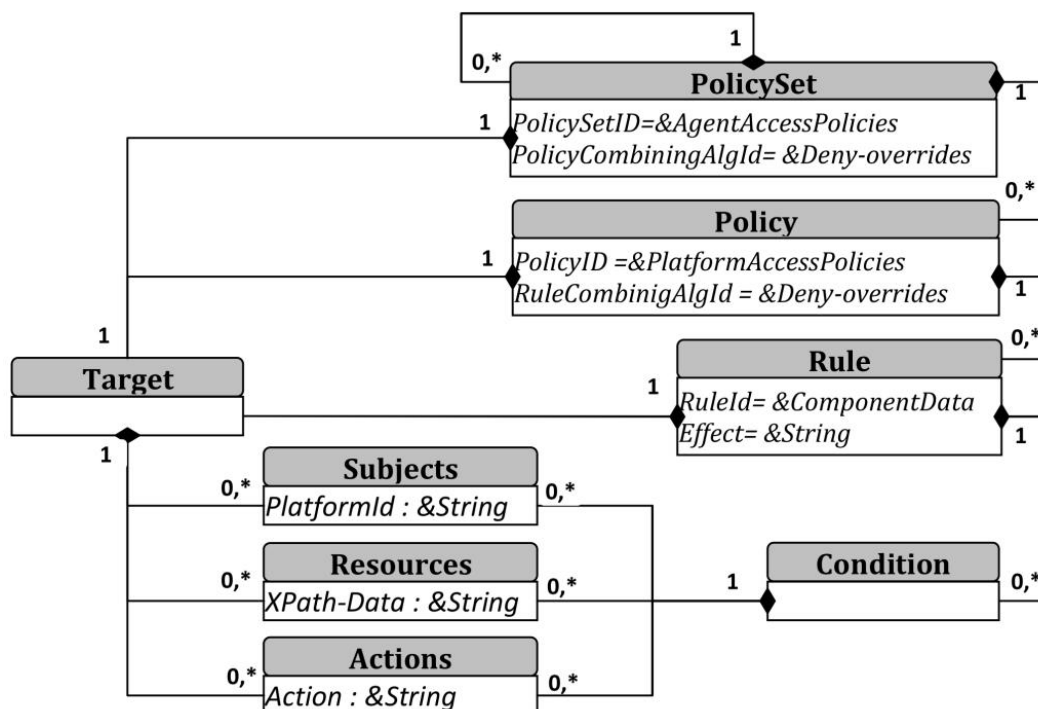 1
0,*
PolicySet
1
1
PolicySetID=&AgentAccessPolicies
PolicyCombiningAlgId= &Deny-overrides
0,*
Policy
1
PolicyID =&PlatformAccessPolicies
RuleCombinigAlgId = &Deny-overrides
1
1
0,*
Target
Rule
1
RuleId= &ComponentData
Effect= &String
1
1
Subjects
0,*
0,*
PlatformId : &String
Resources
0,*
0,*
XPath-Data : &String
1
Condition
0,*
Actions
0,*
0,*
Action : &String